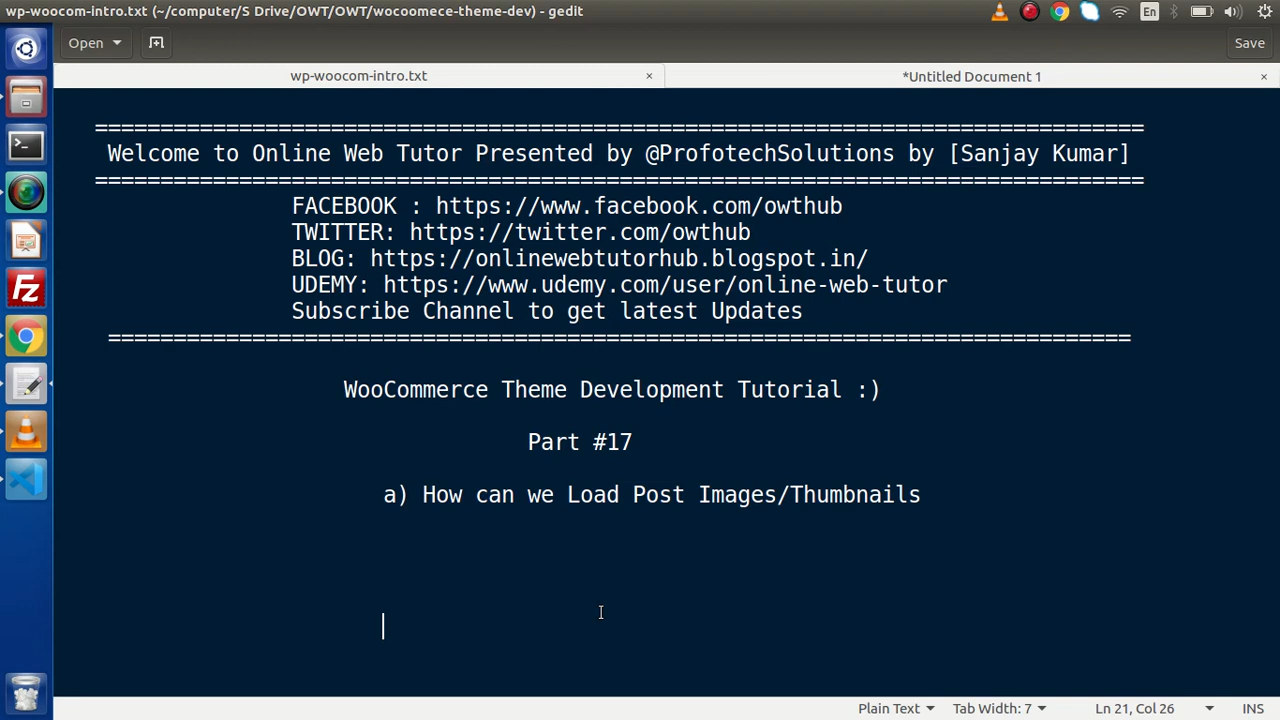 wp-woocom-intro.txt (~/computer/S Drive/OWT/OWT/wocoomece-theme-dev) - gedit
En
Open
Save
wp-woocom-intro.txt ×
*Untitled Document 1 ×
================================================================================
Welcome to Online Web Tutor Presented by @ProfotechSolutions by [Sanjay Kumar]
================================================================================
FACEBOOK : https://www.facebook.com/owthub
TWITTER: https://twitter.com/owthub
BLOG: https://onlinewebtutorhub.blogspot.in/
UDEMY: https://www.udemy.com/user/online-web-tutor
Subscribe Channel to get latest Updates
==============================================================================
WooCommerce Theme Development Tutorial :)
Part #17
a) How can we Load Post Images/Thumbnails
Fz
Plain Text
Tab Width: 7
Ln 21, Col 26
INS